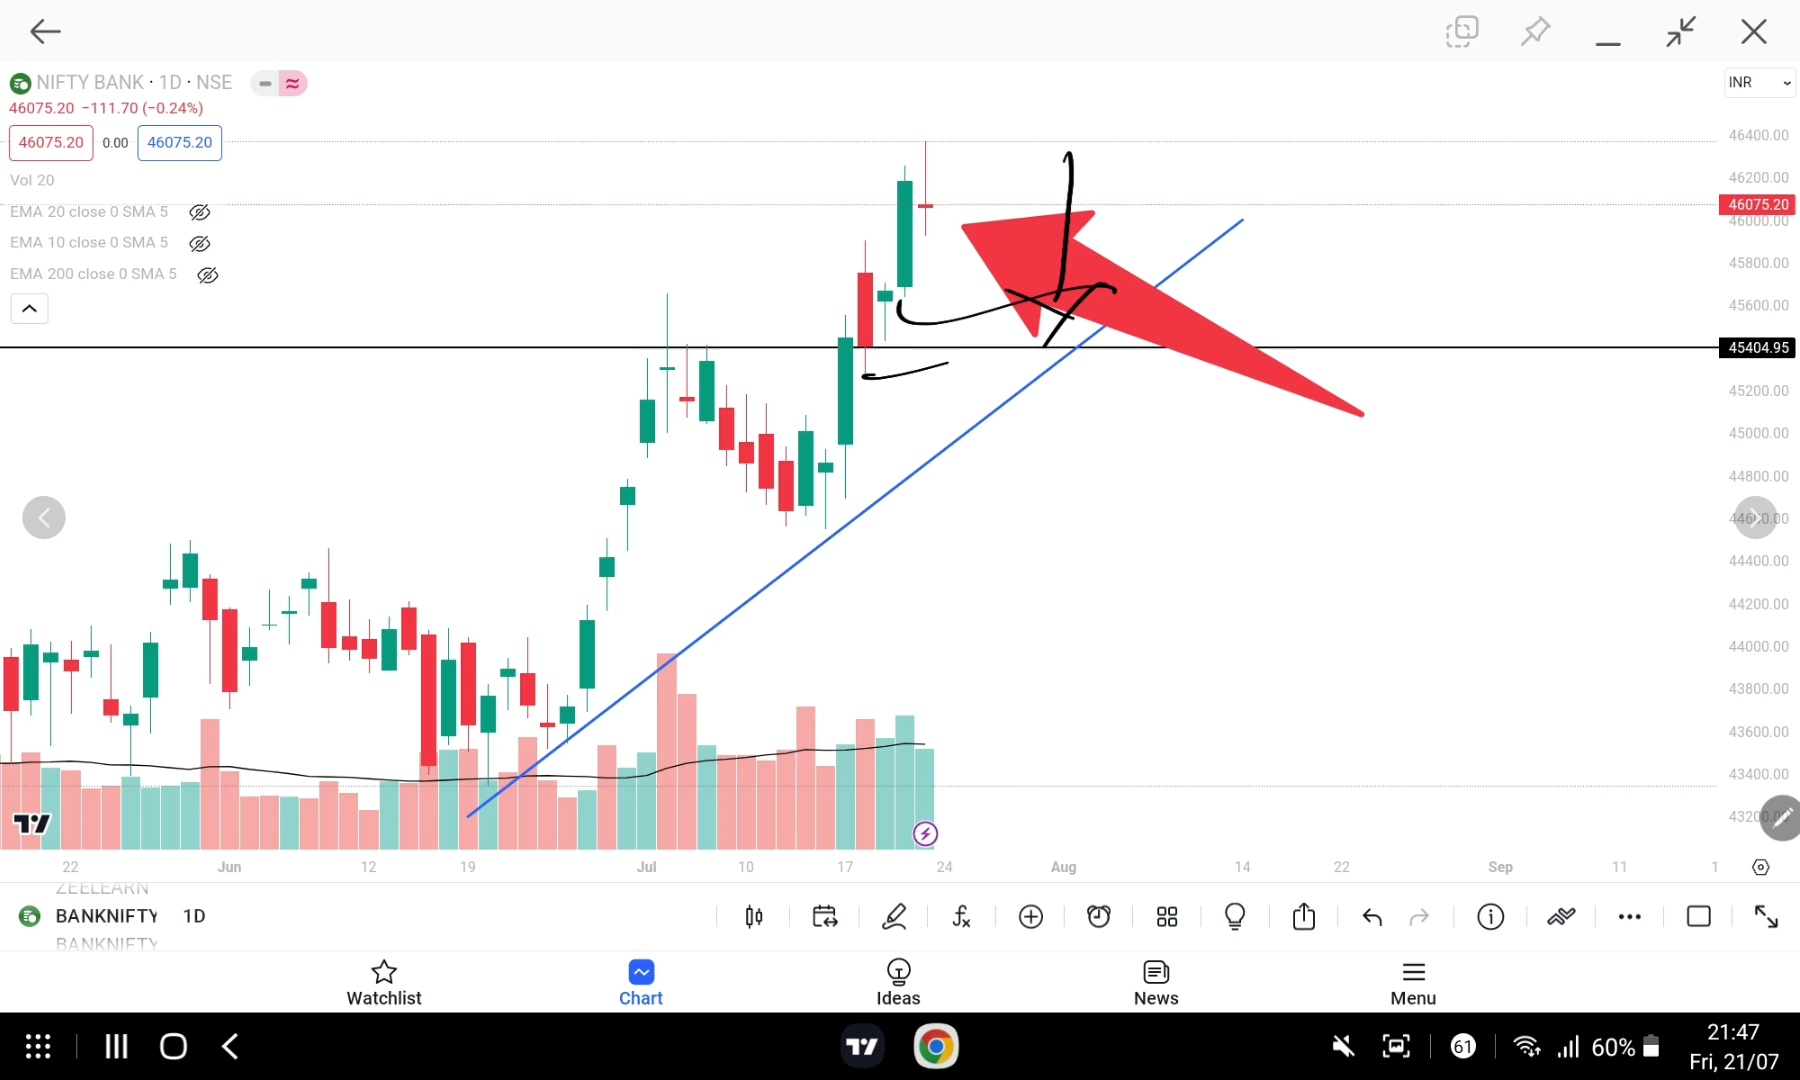 NIFTY BANK · 1D · NSE
INR
46075.20 −111.70 (−0.24%)
46075.20 0.00 46075.20
Vol 20
EMA 20 close 0 SMA 5
EMA 10 close 0 SMA 5
EMA 200 close 0 SMA 5
46400.00
46200.00
46075.20
46000.00
45800.00
45600.00
45404.95
45200.00
45000.00
44800.00
44600.00
44400.00
44200.00
44000.00
43800.00
43600.00
43400.00
22 Jun 12 19 Jul 10 17 24 Aug 14 22 Sep 11 1
ZEELEARN
BANKNIFTY 1D
BANKNIFTY
Watchlist Chart Ideas News Menu
61 60% 21:47
Fri, 21/07